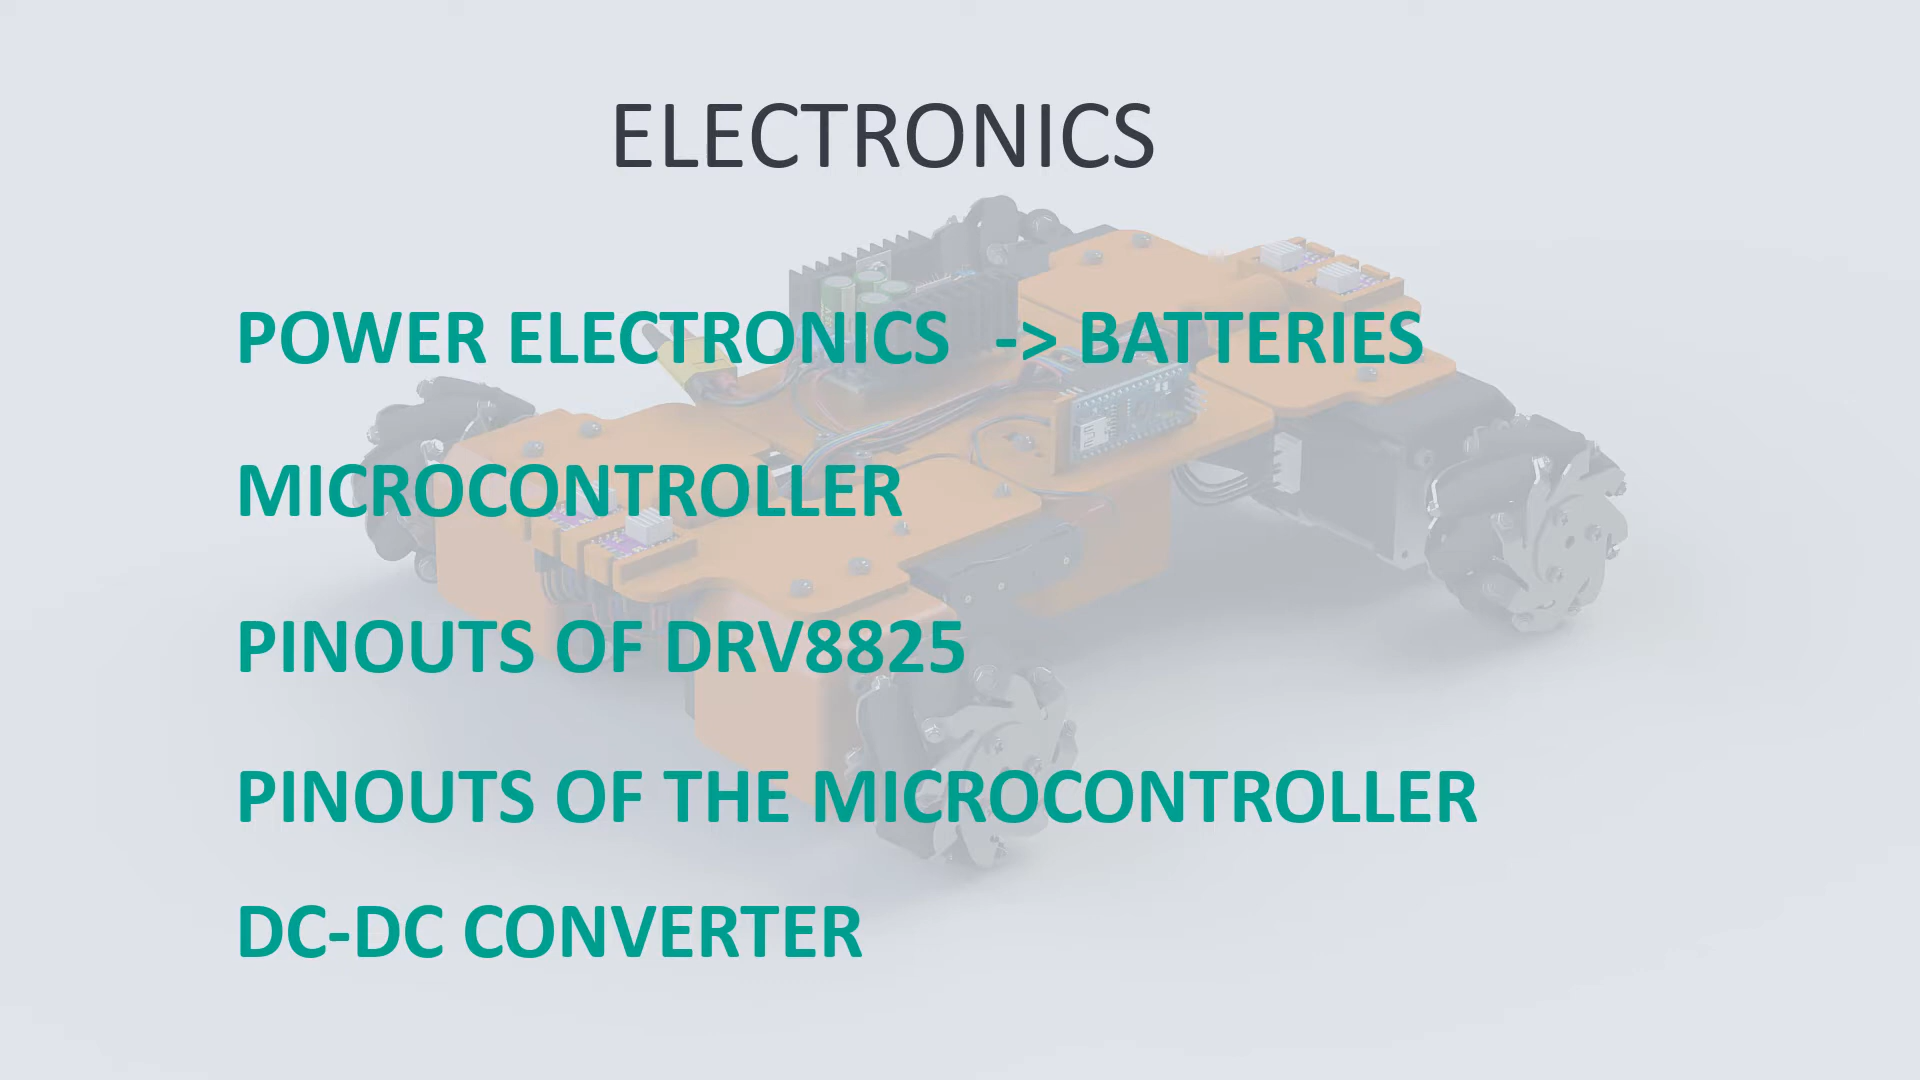 ELECTRONICS
POWER ELECTRONICS -> BATTERIES
MICROCONTROLLER
PINOUTS OF DRV8825
PINOUTS OF THE MICROCONTROLLER
DC-DC CONVERTER